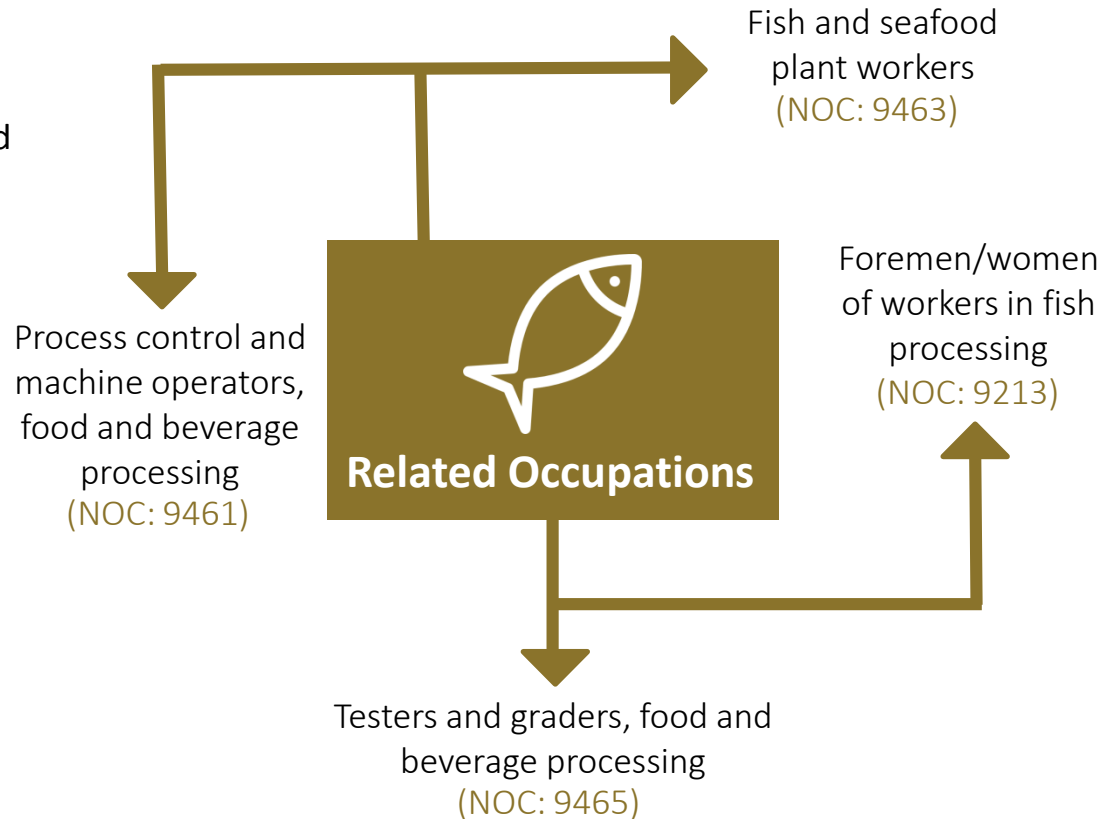 Fish and seafood
plant workers
(NOC: 9463)
Foremen/women
of workers in fish
processing
(NOC: 9213)
Process control and
machine operators,
food and beverage
processing
(NOC: 9461)
Related Occupations
Testers and graders, food and
beverage processing
(NOC: 9465)